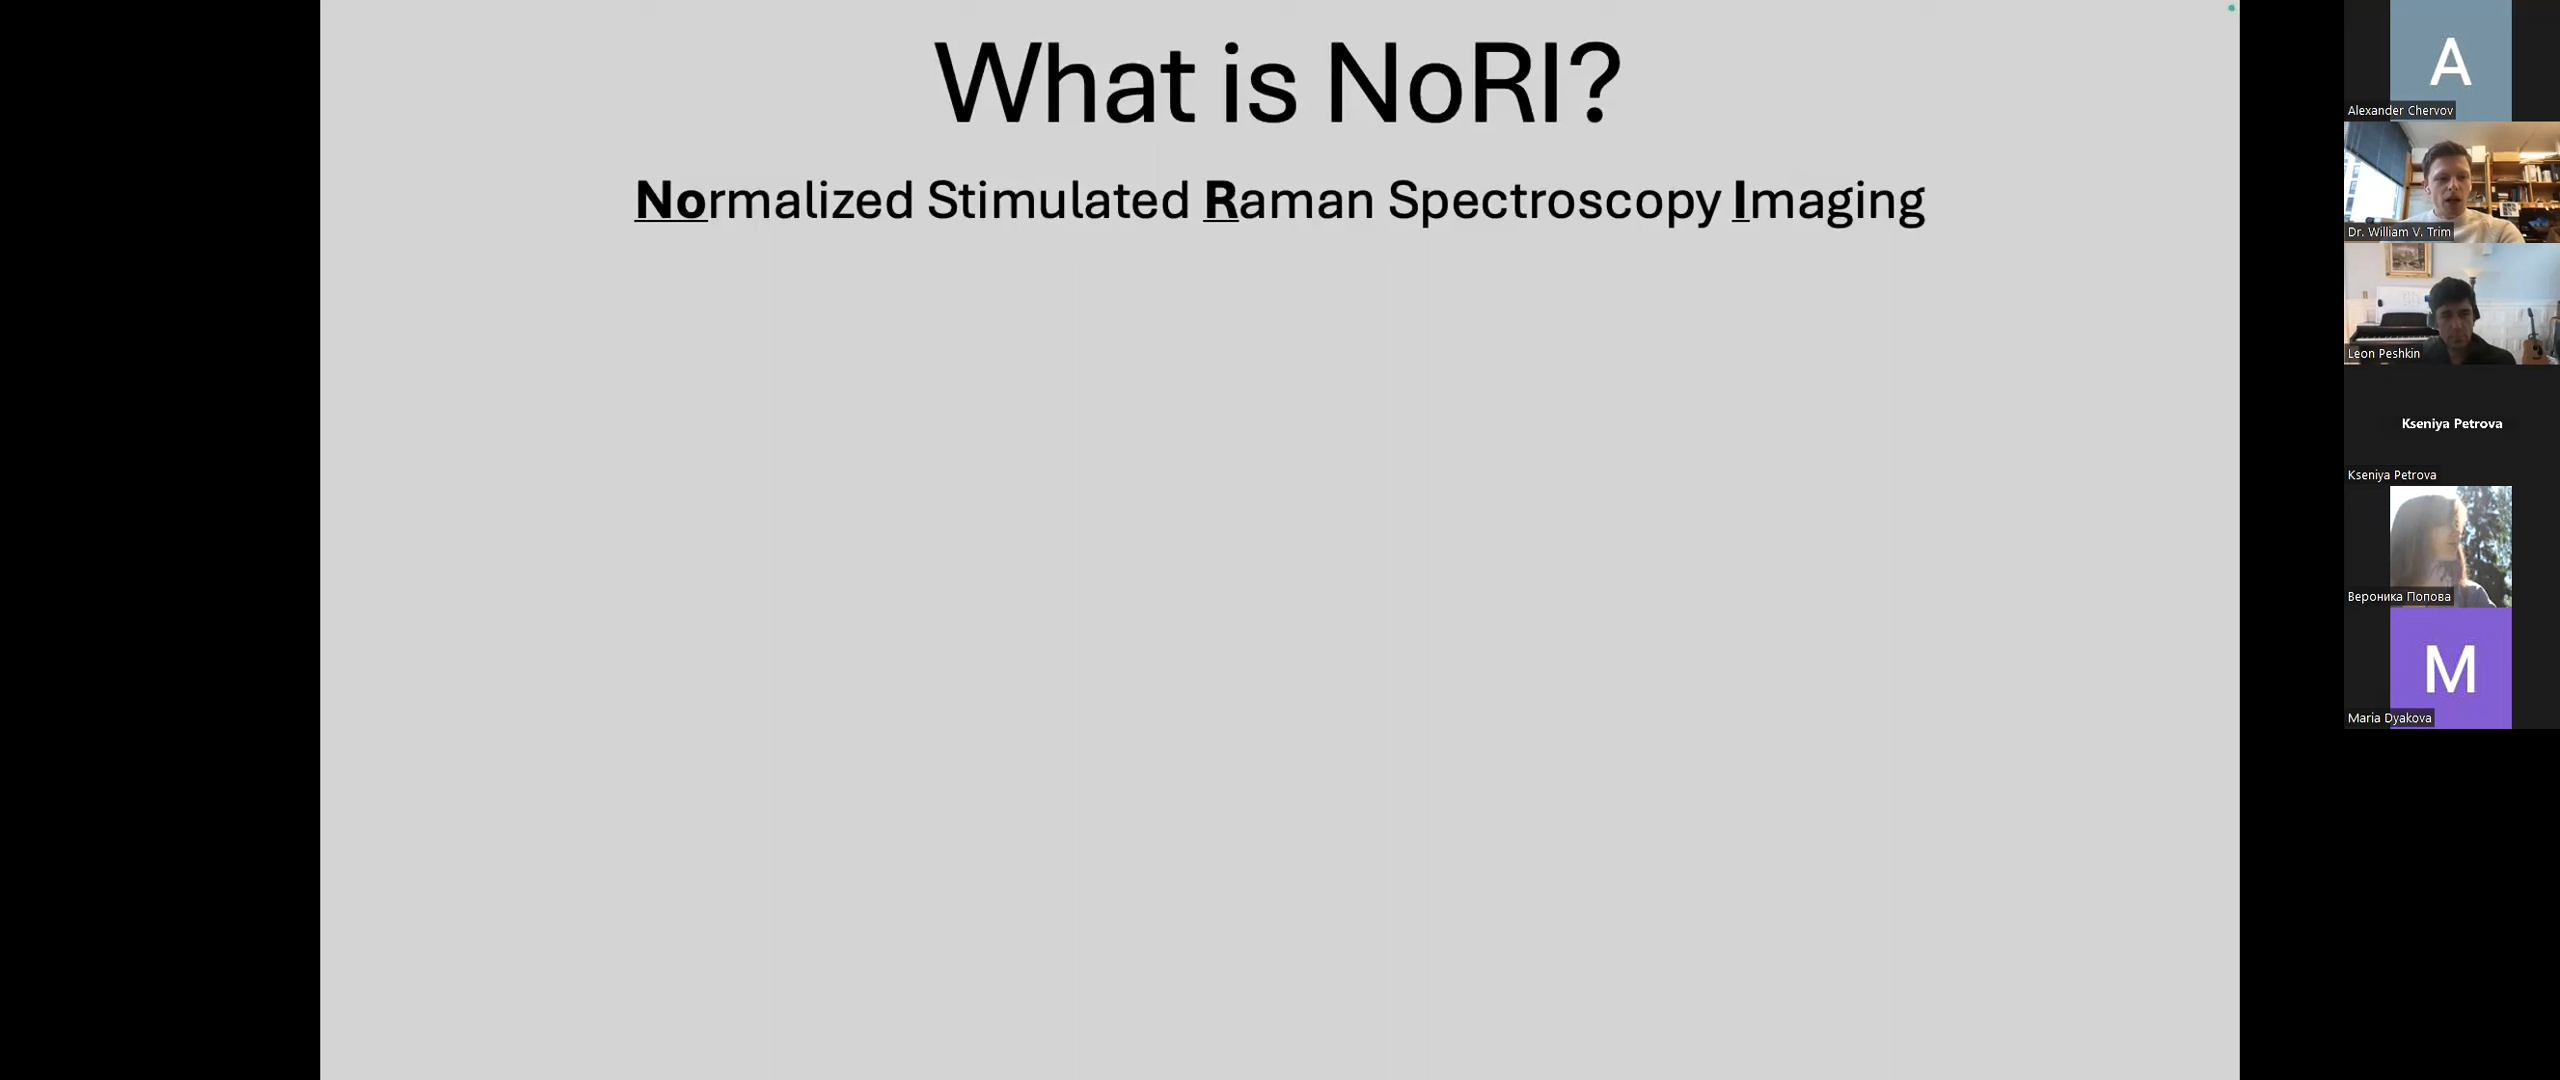 What is NoRI?
Normalized Stimulated Raman Spectroscopy Imaging
A
Alexander Chervov
Dr. William V. Trim
Leon Peshkin
Kseniya Petrova
Kseniya Petrova
Вероника Попова
M
Maria Dyakova